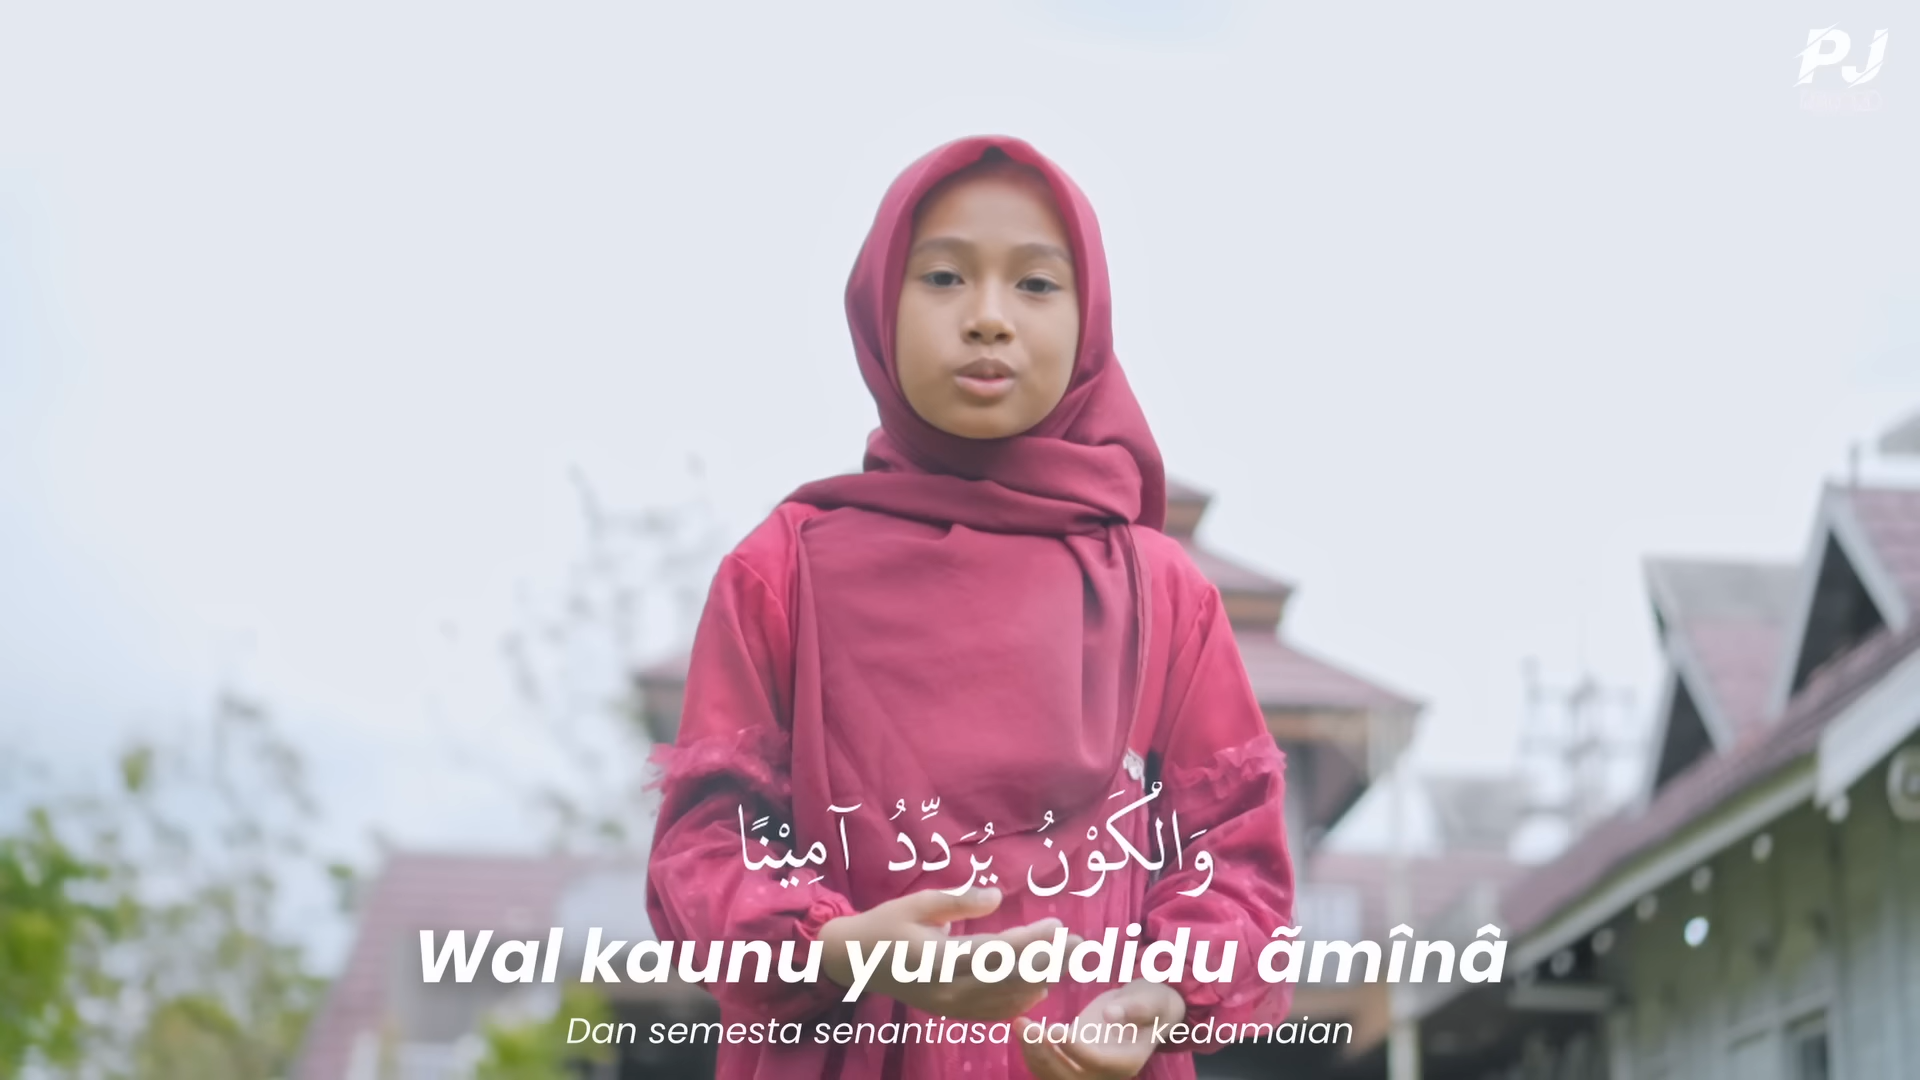 PJ
وَالْكَوْنُ يُرَدِّدُ آمِيْنًا
Wal kaunu yuroddidu ãmînâ
Dan semesta senantiasa dalam kedamaian